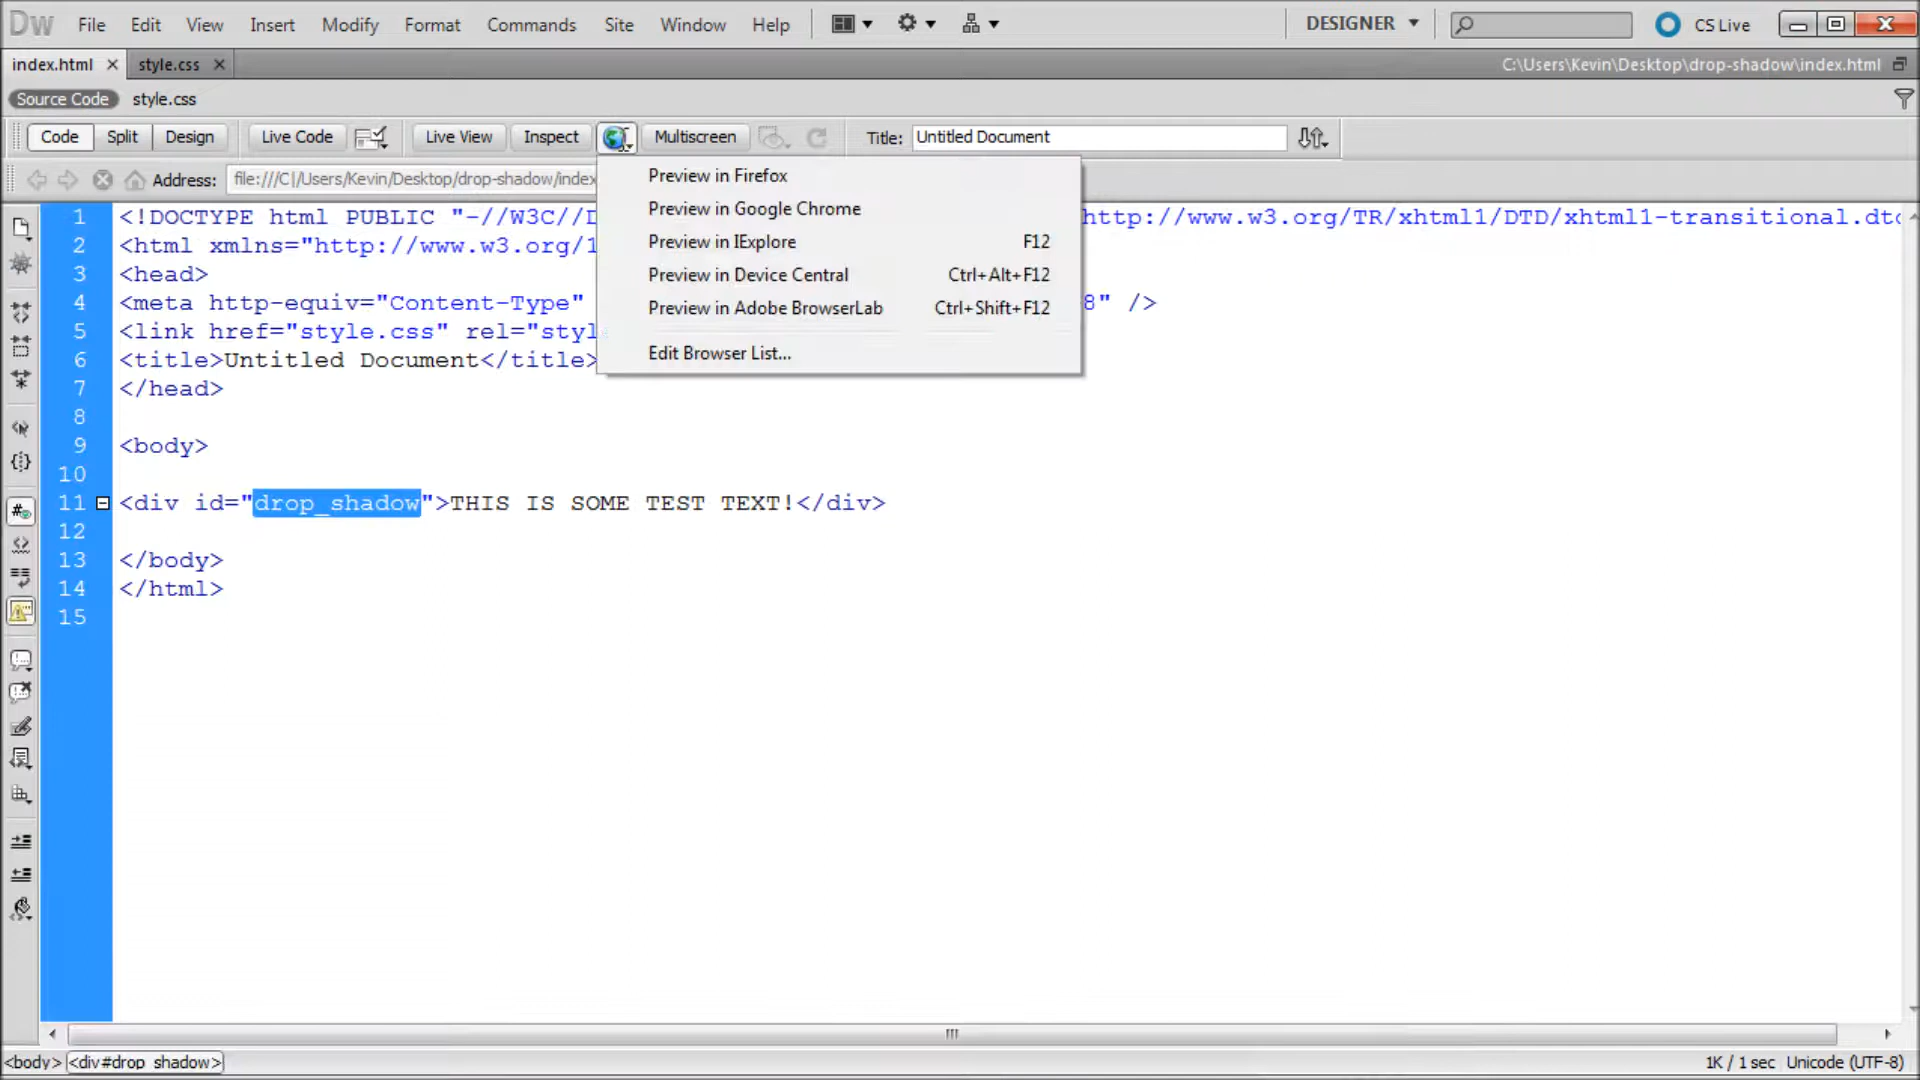 Dw File Edit View Insert Modify Format Commands Site Window Help DESIGNER CS Live
index.html style.css C:\Users\Kevin\Desktop\drop-shadow\index.html
Source Code style.css
Code Split Design Live Code Live View Inspect Multiscreen Title: Untitled Document
Address: file:///C|/Users/Kevin/Desktop/drop-shadow/index
Preview in Firefox
Preview in Google Chrome
Preview in IExplore F12
Preview in Device Central Ctrl+Alt+F12
Preview in Adobe BrowserLab Ctrl+Shift+F12
Edit Browser List...
1 <!DOCTYPE html PUBLIC "-//W3C//D http://www.w3.org/TR/xhtml1/DTD/xhtml1-transitional.dtd
2 <html xmlns="http://www.w3.org/1
3 <head>
4 <meta http-equiv="Content-Type" 8" />
5 <link href="style.css" rel="styl
6 <title>Untitled Document</title>
7 </head>
8
9 <body>
10
11 <div id="drop_shadow">THIS IS SOME TEST TEXT!</div>
12
13 </body>
14 </html>
15
<body> <div#drop_shadow> 1K / 1 sec Unicode (UTF-8)